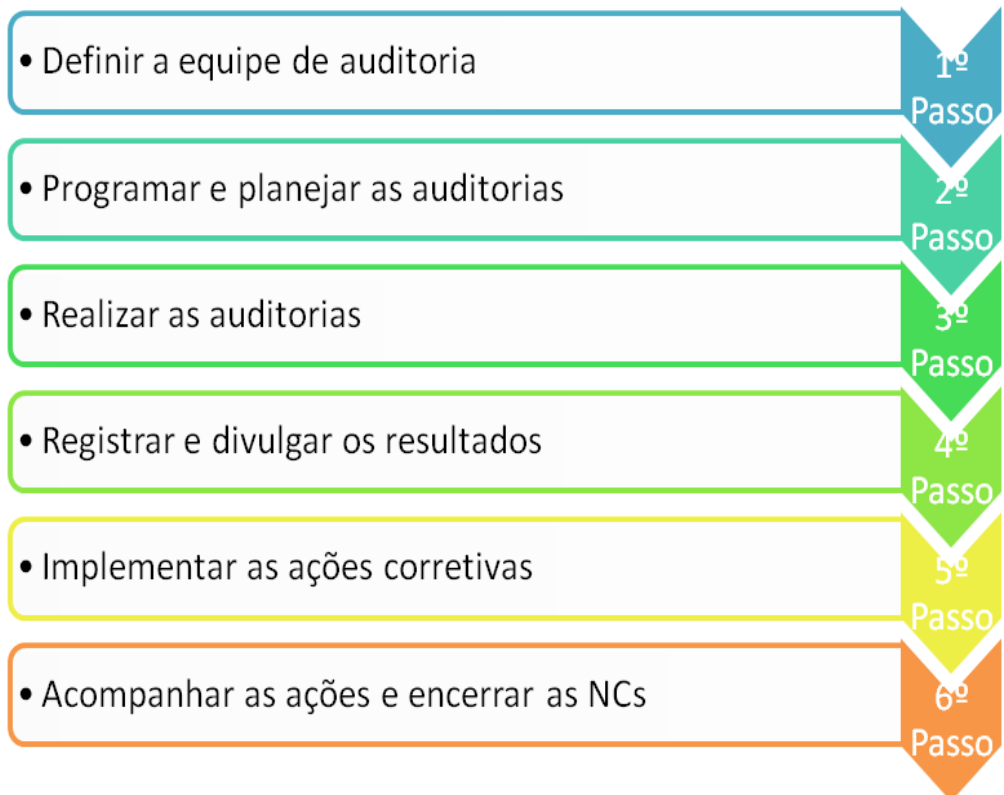 • Definir a equipe de auditoria
1º
Passo
• Programar e planejar as auditorias
2º
Passo
• Realizar as auditorias
3º
Passo
• Registrar e divulgar os resultados
4º
Passo
• Implementar as ações corretivas
5º
Passo
• Acompanhar as ações e encerrar as NCs
6º
Passo